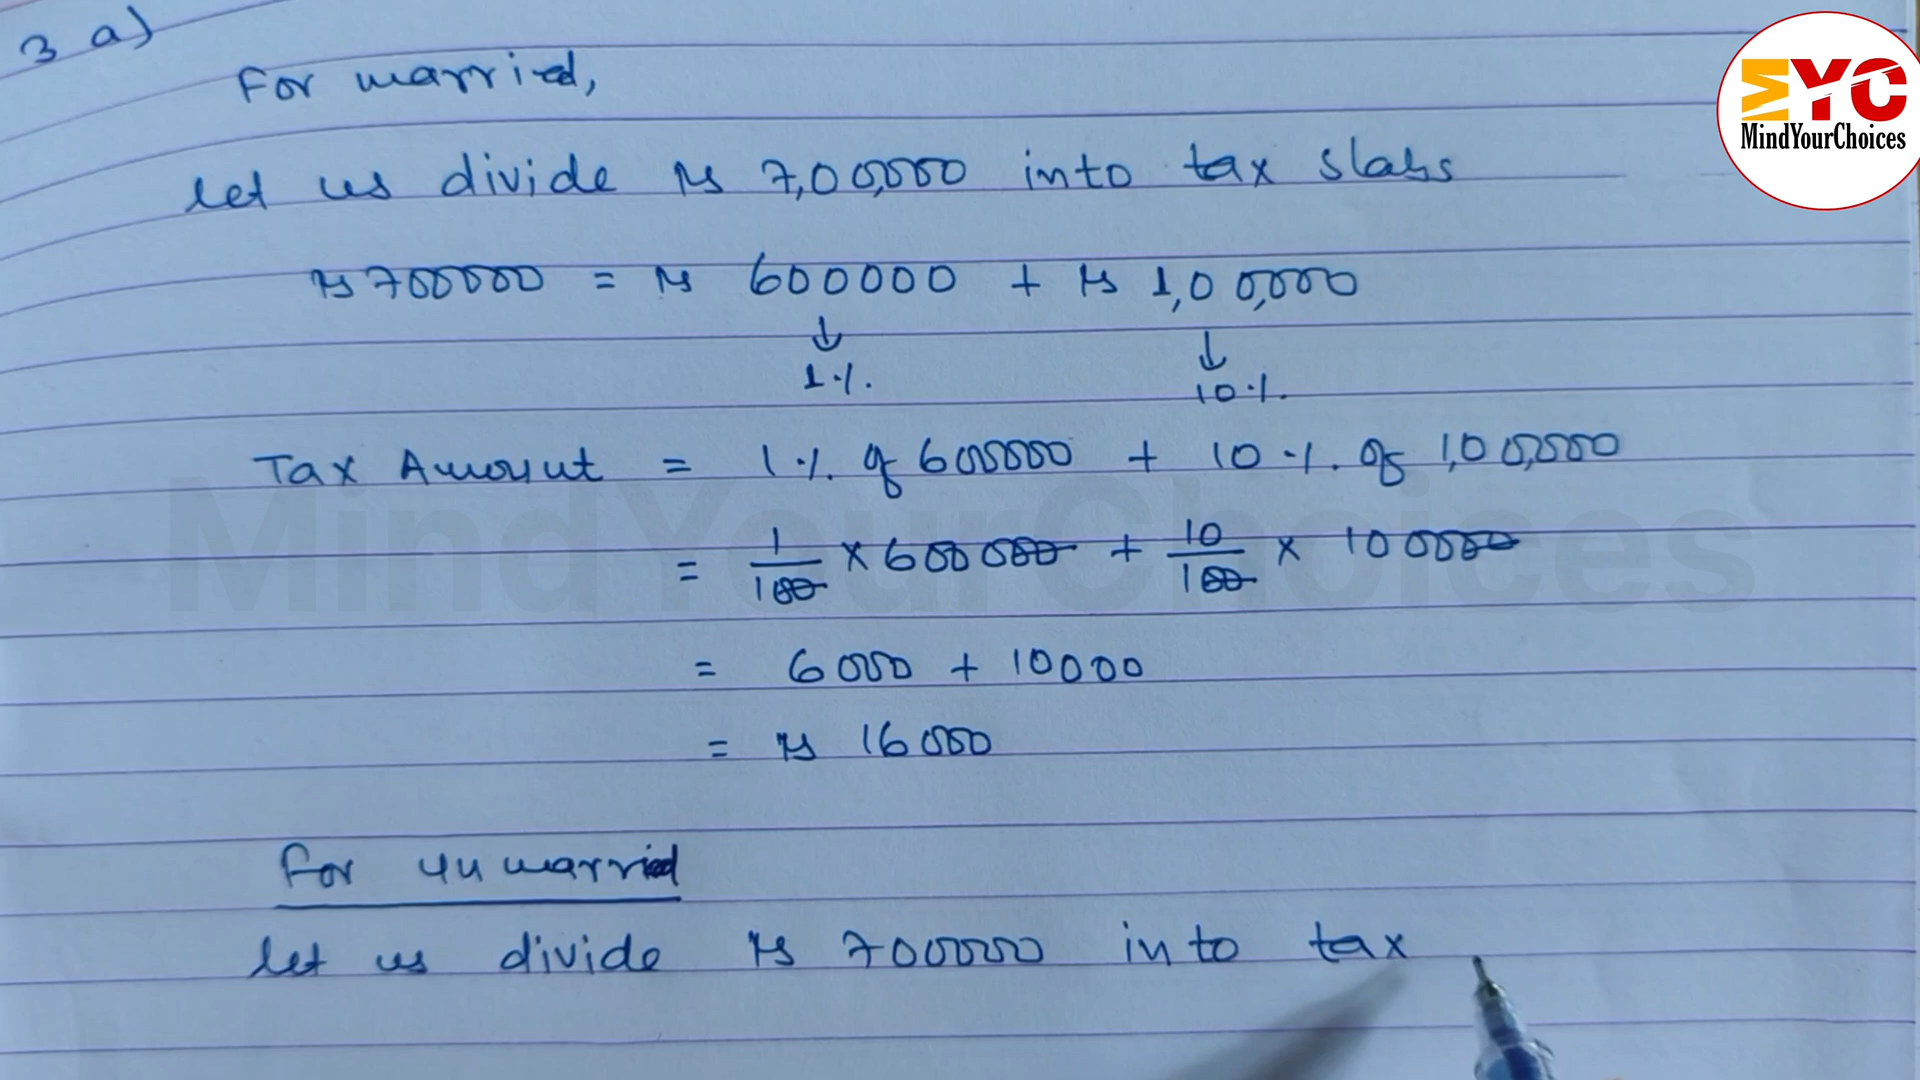 3 a)
For married,
let us divide Rs 7,00,000 into tax slabs
Rs 700000 = Rs 600000 + Rs 1,00,000
↓ ↓
1% 10%
Tax Amount = 1% of 600000 + 10% of 1,00,000
= 1/100 × 600000 + 10/100 × 100000
= 6000 + 10000
= Rs 16000
For unmarried
let us divide Rs 700000 into tax
MYC
MindYourChoices
MindYourChoices